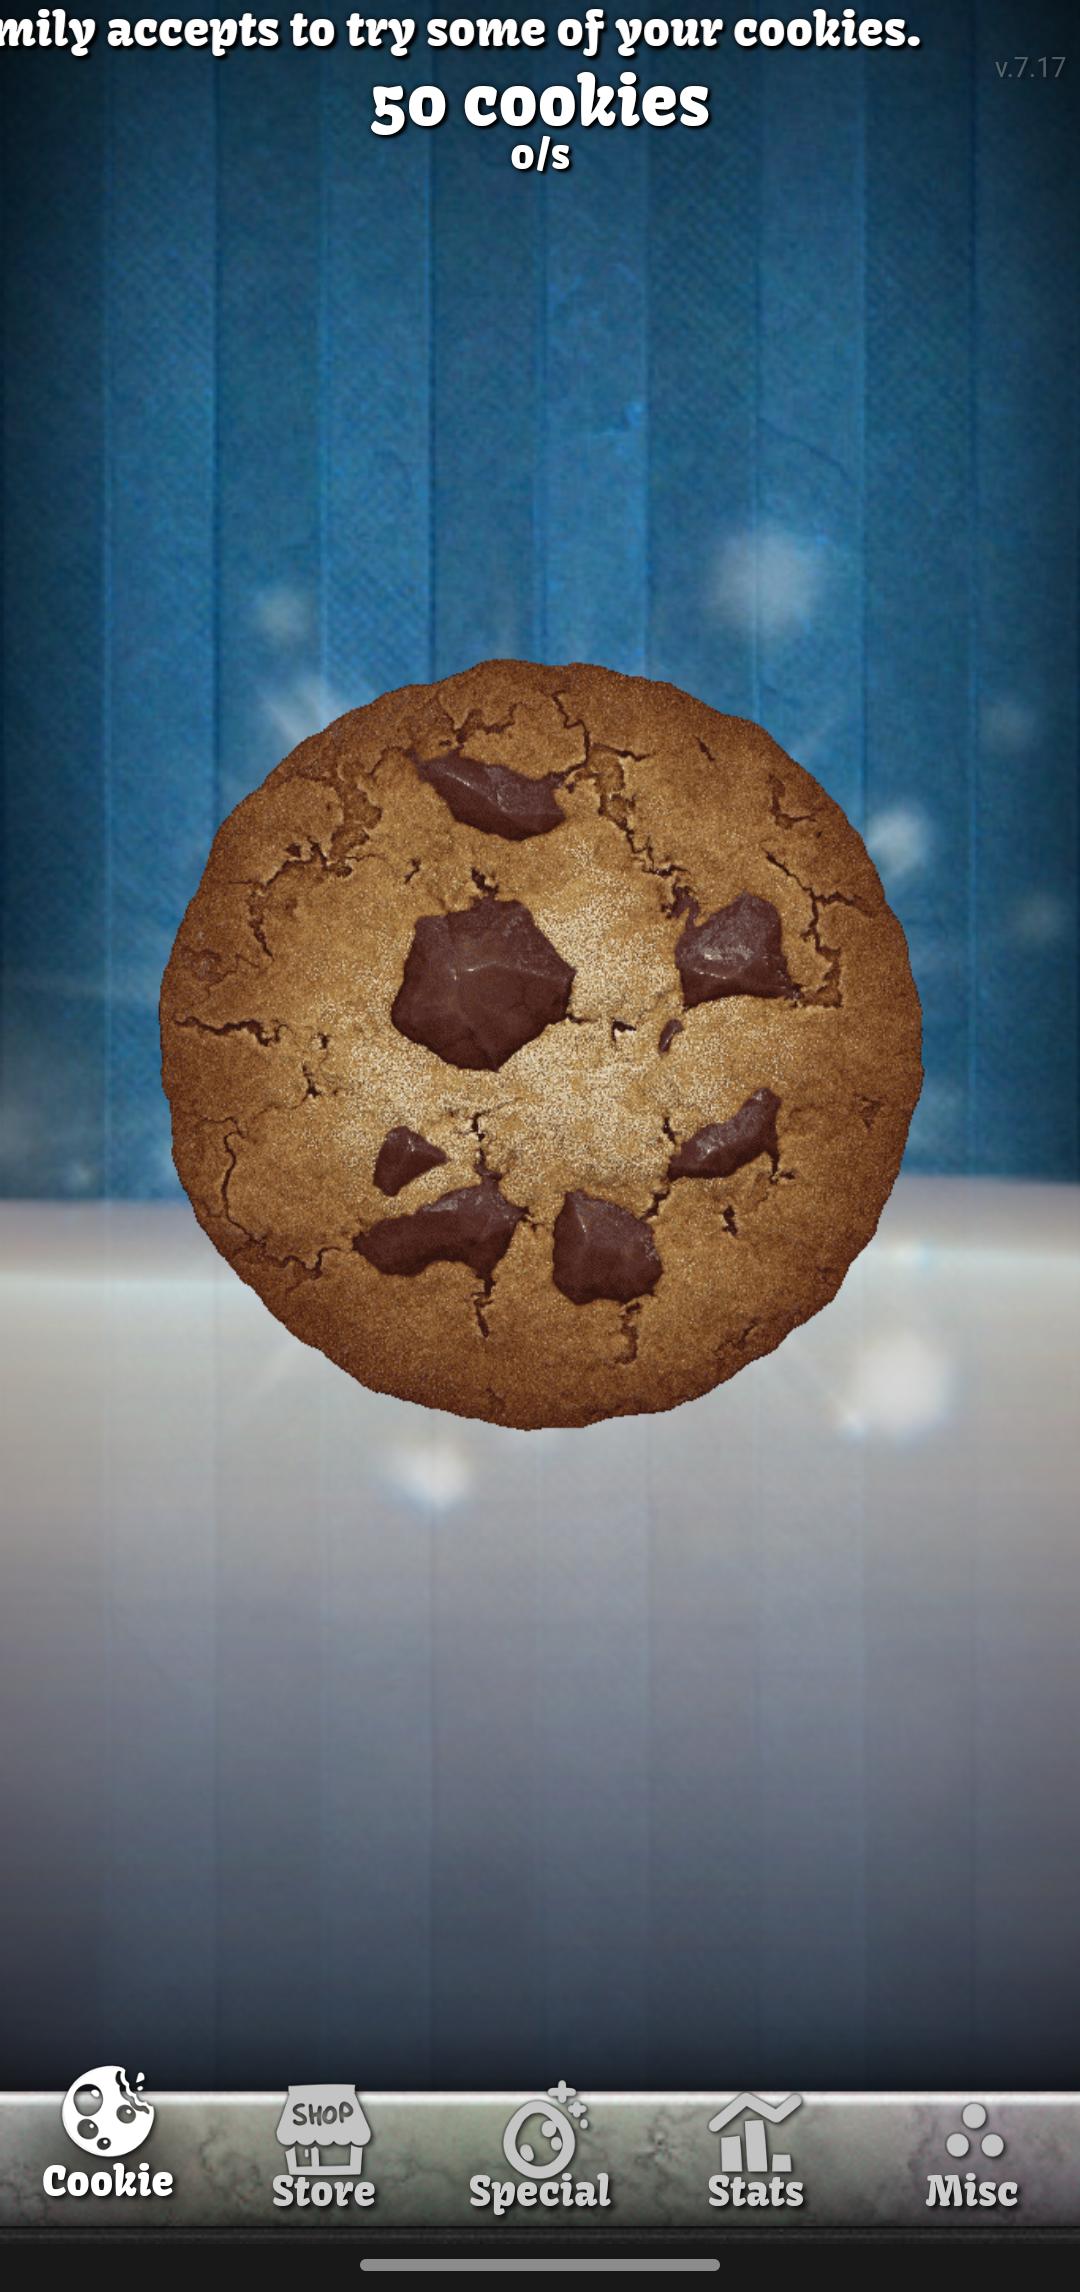 mily accepts to try some of your cookies.
v.7.17
50 cookies
0/s
SHOP
Cookie
Store
Special
Stats
Misc